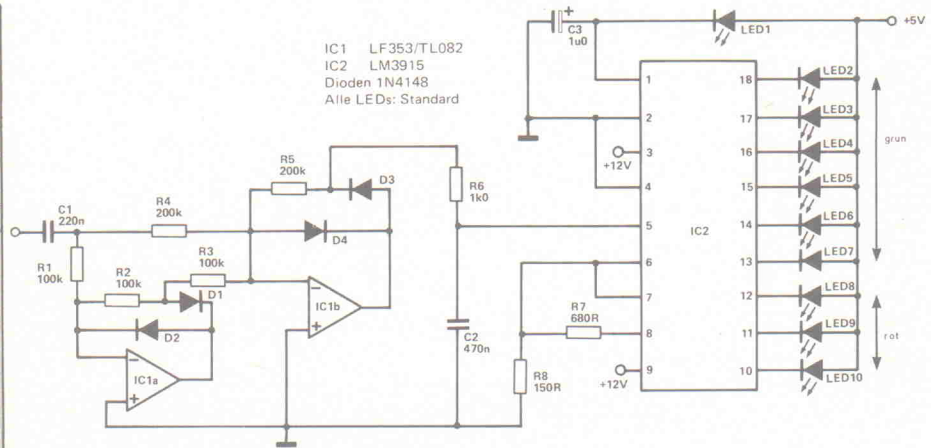 IC1 LF353/TL082
IC2 LM3915
Dioden 1N4148
Alle LEDs: Standard
C1
220n
R1
100k
R2
100k
R4
200k
R3
100k
D1
D2
−
+
IC1a
R5
200k
D3
D4
−
+
IC1b
R6
1k0
C2
470n
R7
680R
R8
150R
+
C3
1u0
LED1
+5V
1
2
3
+12V
4
5
6
7
8
9
+12V
IC2
18
17
16
15
14
13
12
11
10
LED2
LED3
LED4
LED5
LED6
LED7
LED8
LED9
LED10
grun
rot